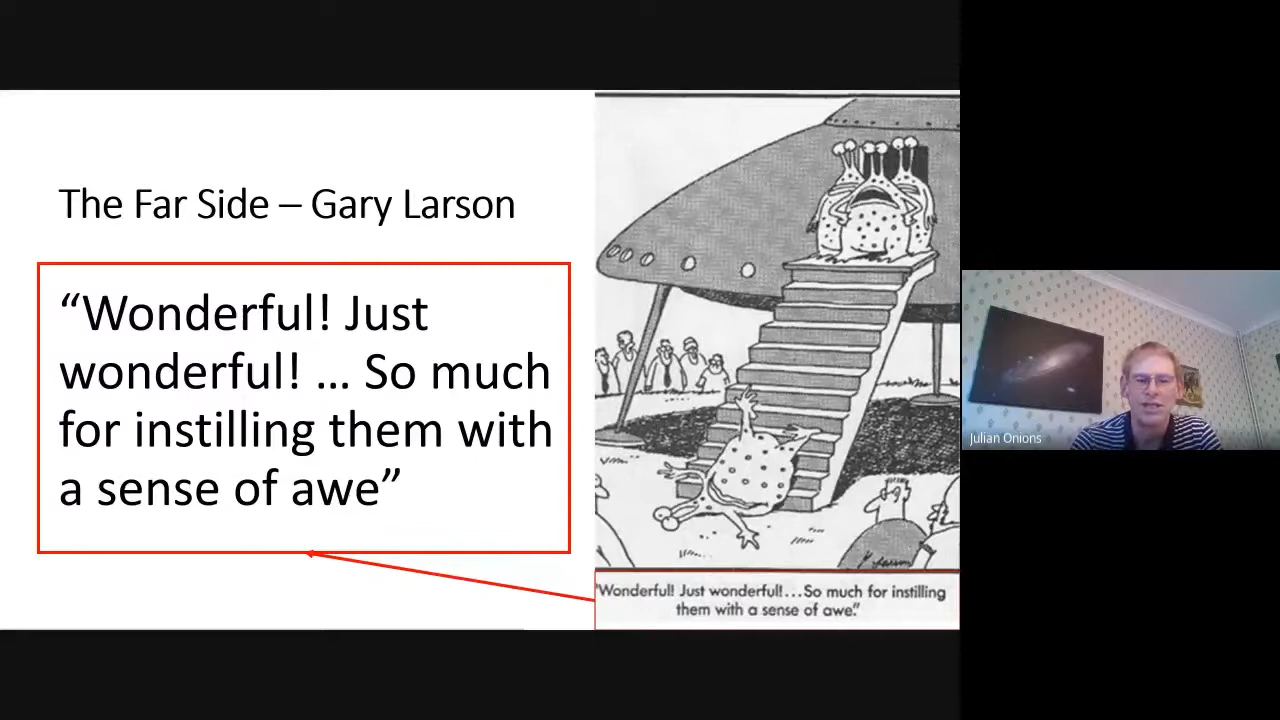 The Far Side – Gary Larson
“Wonderful! Just
wonderful! ... So much
for instilling them with
a sense of awe”
"Wonderful! Just wonderful!...So much for instilling
them with a sense of awe."
Julian Onions